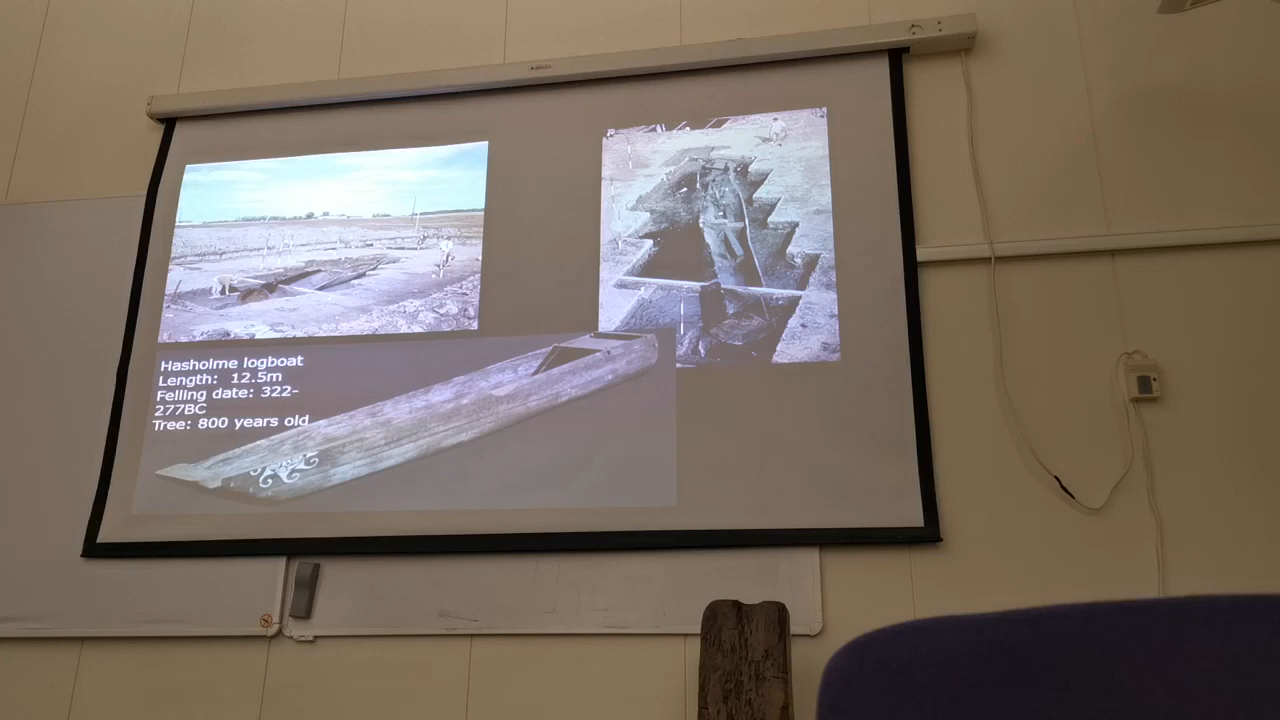 Hasholme logboat
Length: 12.5m
Felling date: 322-
277BC
Tree: 800 years old